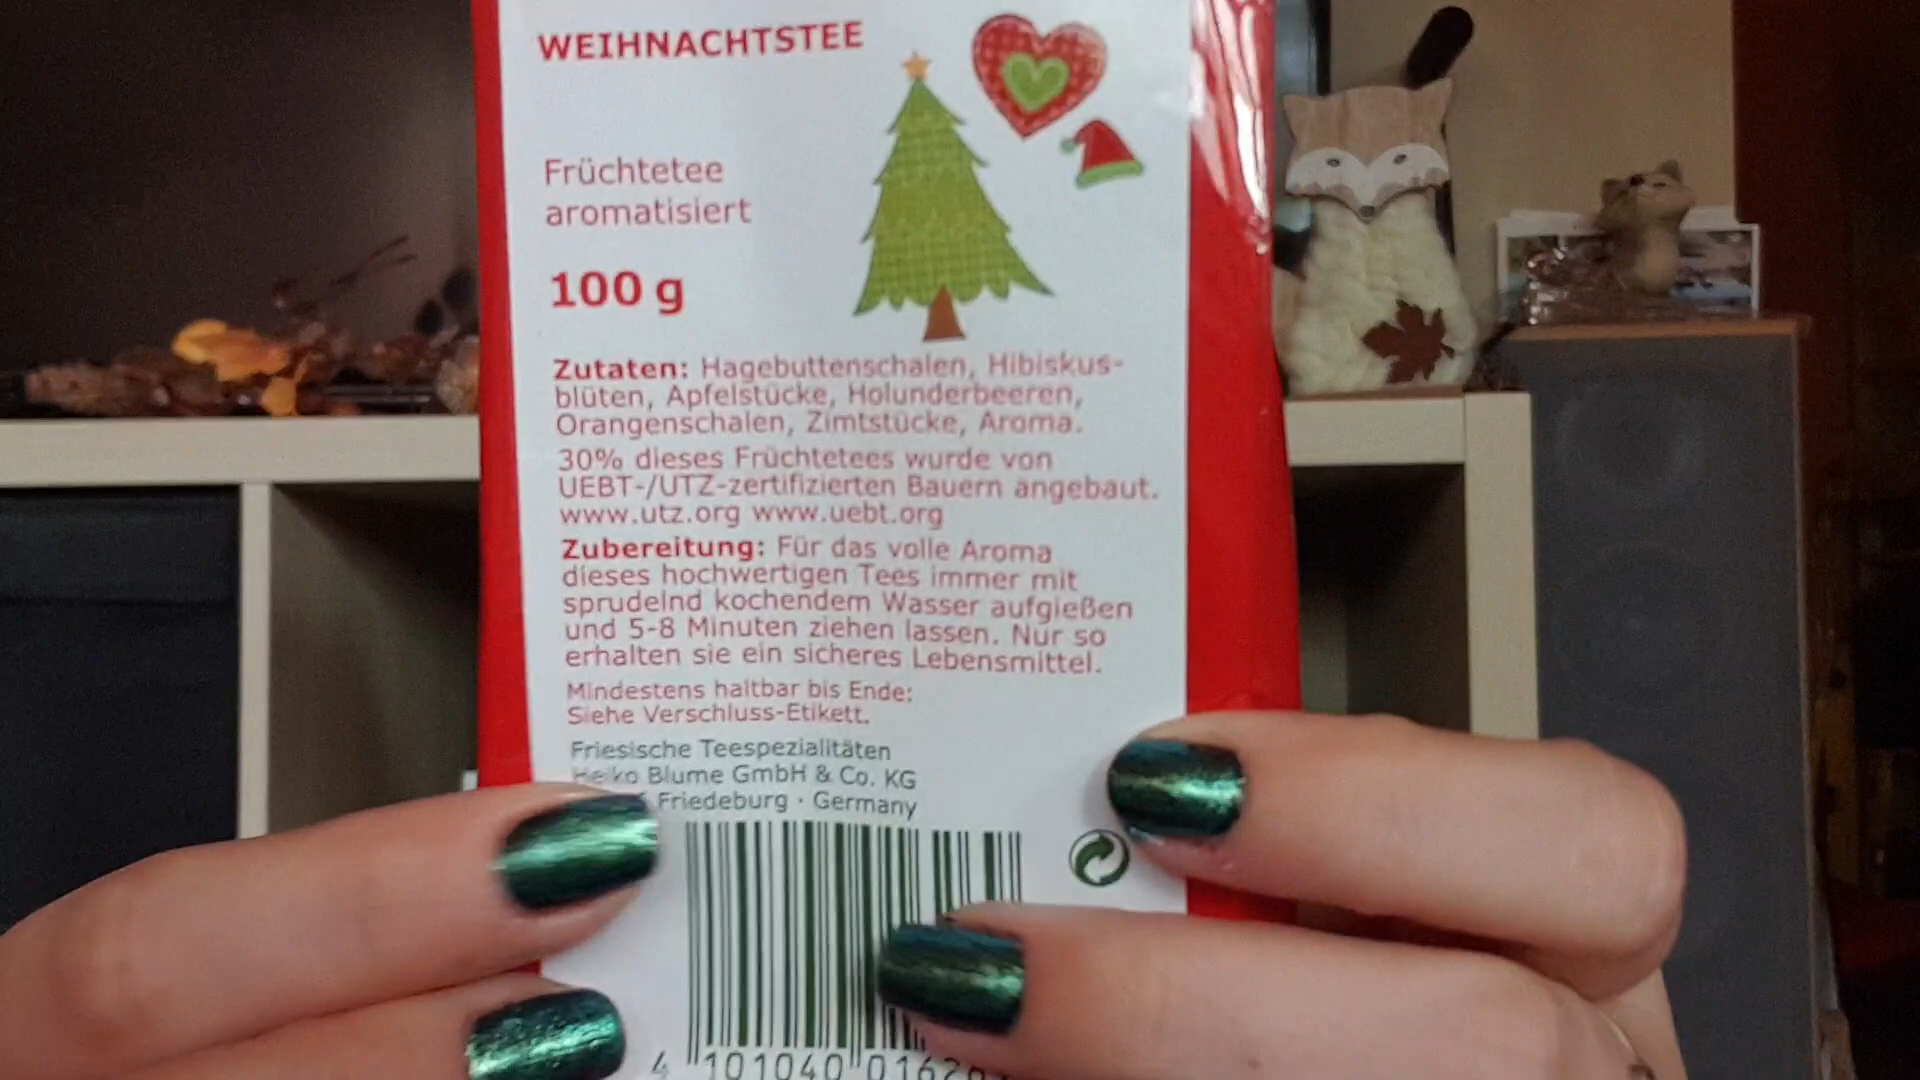 WEIHNACHTSTEE
Früchtetee
aromatisiert
100 g
Zutaten: Hagebuttenschalen, Hibiskus-
blüten, Apfelstücke, Holunderbeeren,
Orangenschalen, Zimtstücke, Aroma.
30% dieses Früchtetees wurde von
UEBT-/UTZ-zertifizierten Bauern angebaut.
www.utz.org www.uebt.org
Zubereitung: Für das volle Aroma
dieses hochwertigen Tees immer mit
sprudelnd kochendem Wasser aufgießen
und 5-8 Minuten ziehen lassen. Nur so
erhalten sie ein sicheres Lebensmittel.
Mindestens haltbar bis Ende:
Siehe Verschluss-Etikett.
Friesische Teespezialitäten
Heiko Blume GmbH & Co. KG
Friedeburg · Germany
4 101040 01626